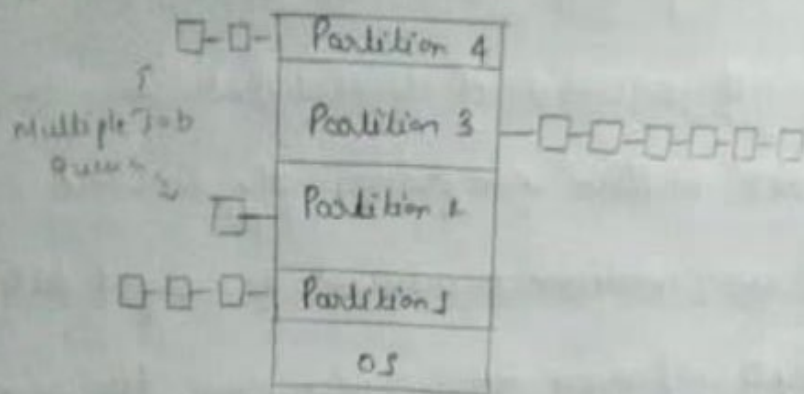 Partition 4
Multiple Job
Queues
Partition 3
Partition 2
Partition 1
OS